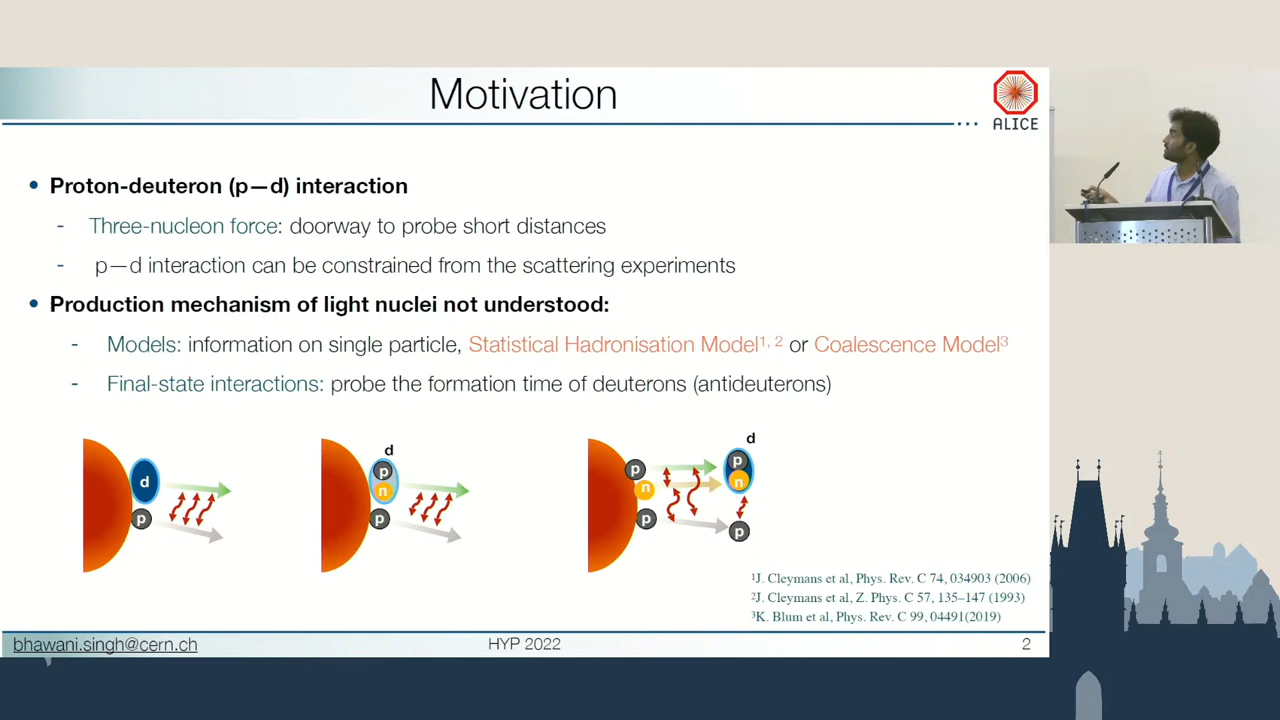 Motivation
ALICE
• Proton-deuteron (p—d) interaction
- Three-nucleon force: doorway to probe short distances
- p—d interaction can be constrained from the scattering experiments
• Production mechanism of light nuclei not understood:
- Models: information on single particle, Statistical Hadronisation Model1, 2 or Coalescence Model3
- Final-state interactions: probe the formation time of deuterons (antideuterons)
d
p
d
p
n
p
p
n
p
d
p
n
p
1J. Cleymans et al, Phys. Rev. C 74, 034903 (2006)
2J. Cleymans et al, Z. Phys. C 57, 135–147 (1993)
3K. Blum et al, Phys. Rev. C 99, 04491(2019)
bhawani.singh@cern.ch
HYP 2022
2